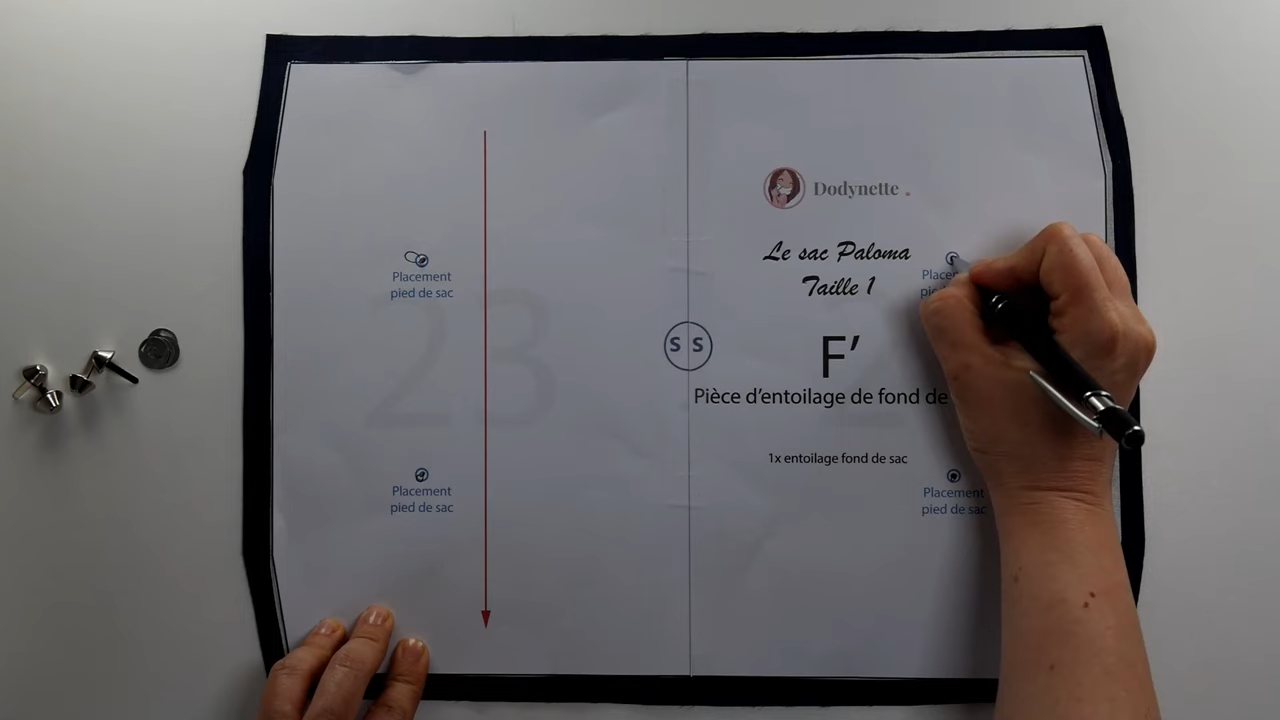 Dodynette
Le sac Paloma
Taille 1
Placement
pied de sac
23
S S
F’
Pièce d’entoilage de fond de
1x entoilage fond de sac
Placement
pied de sac
Placement
pied de sac